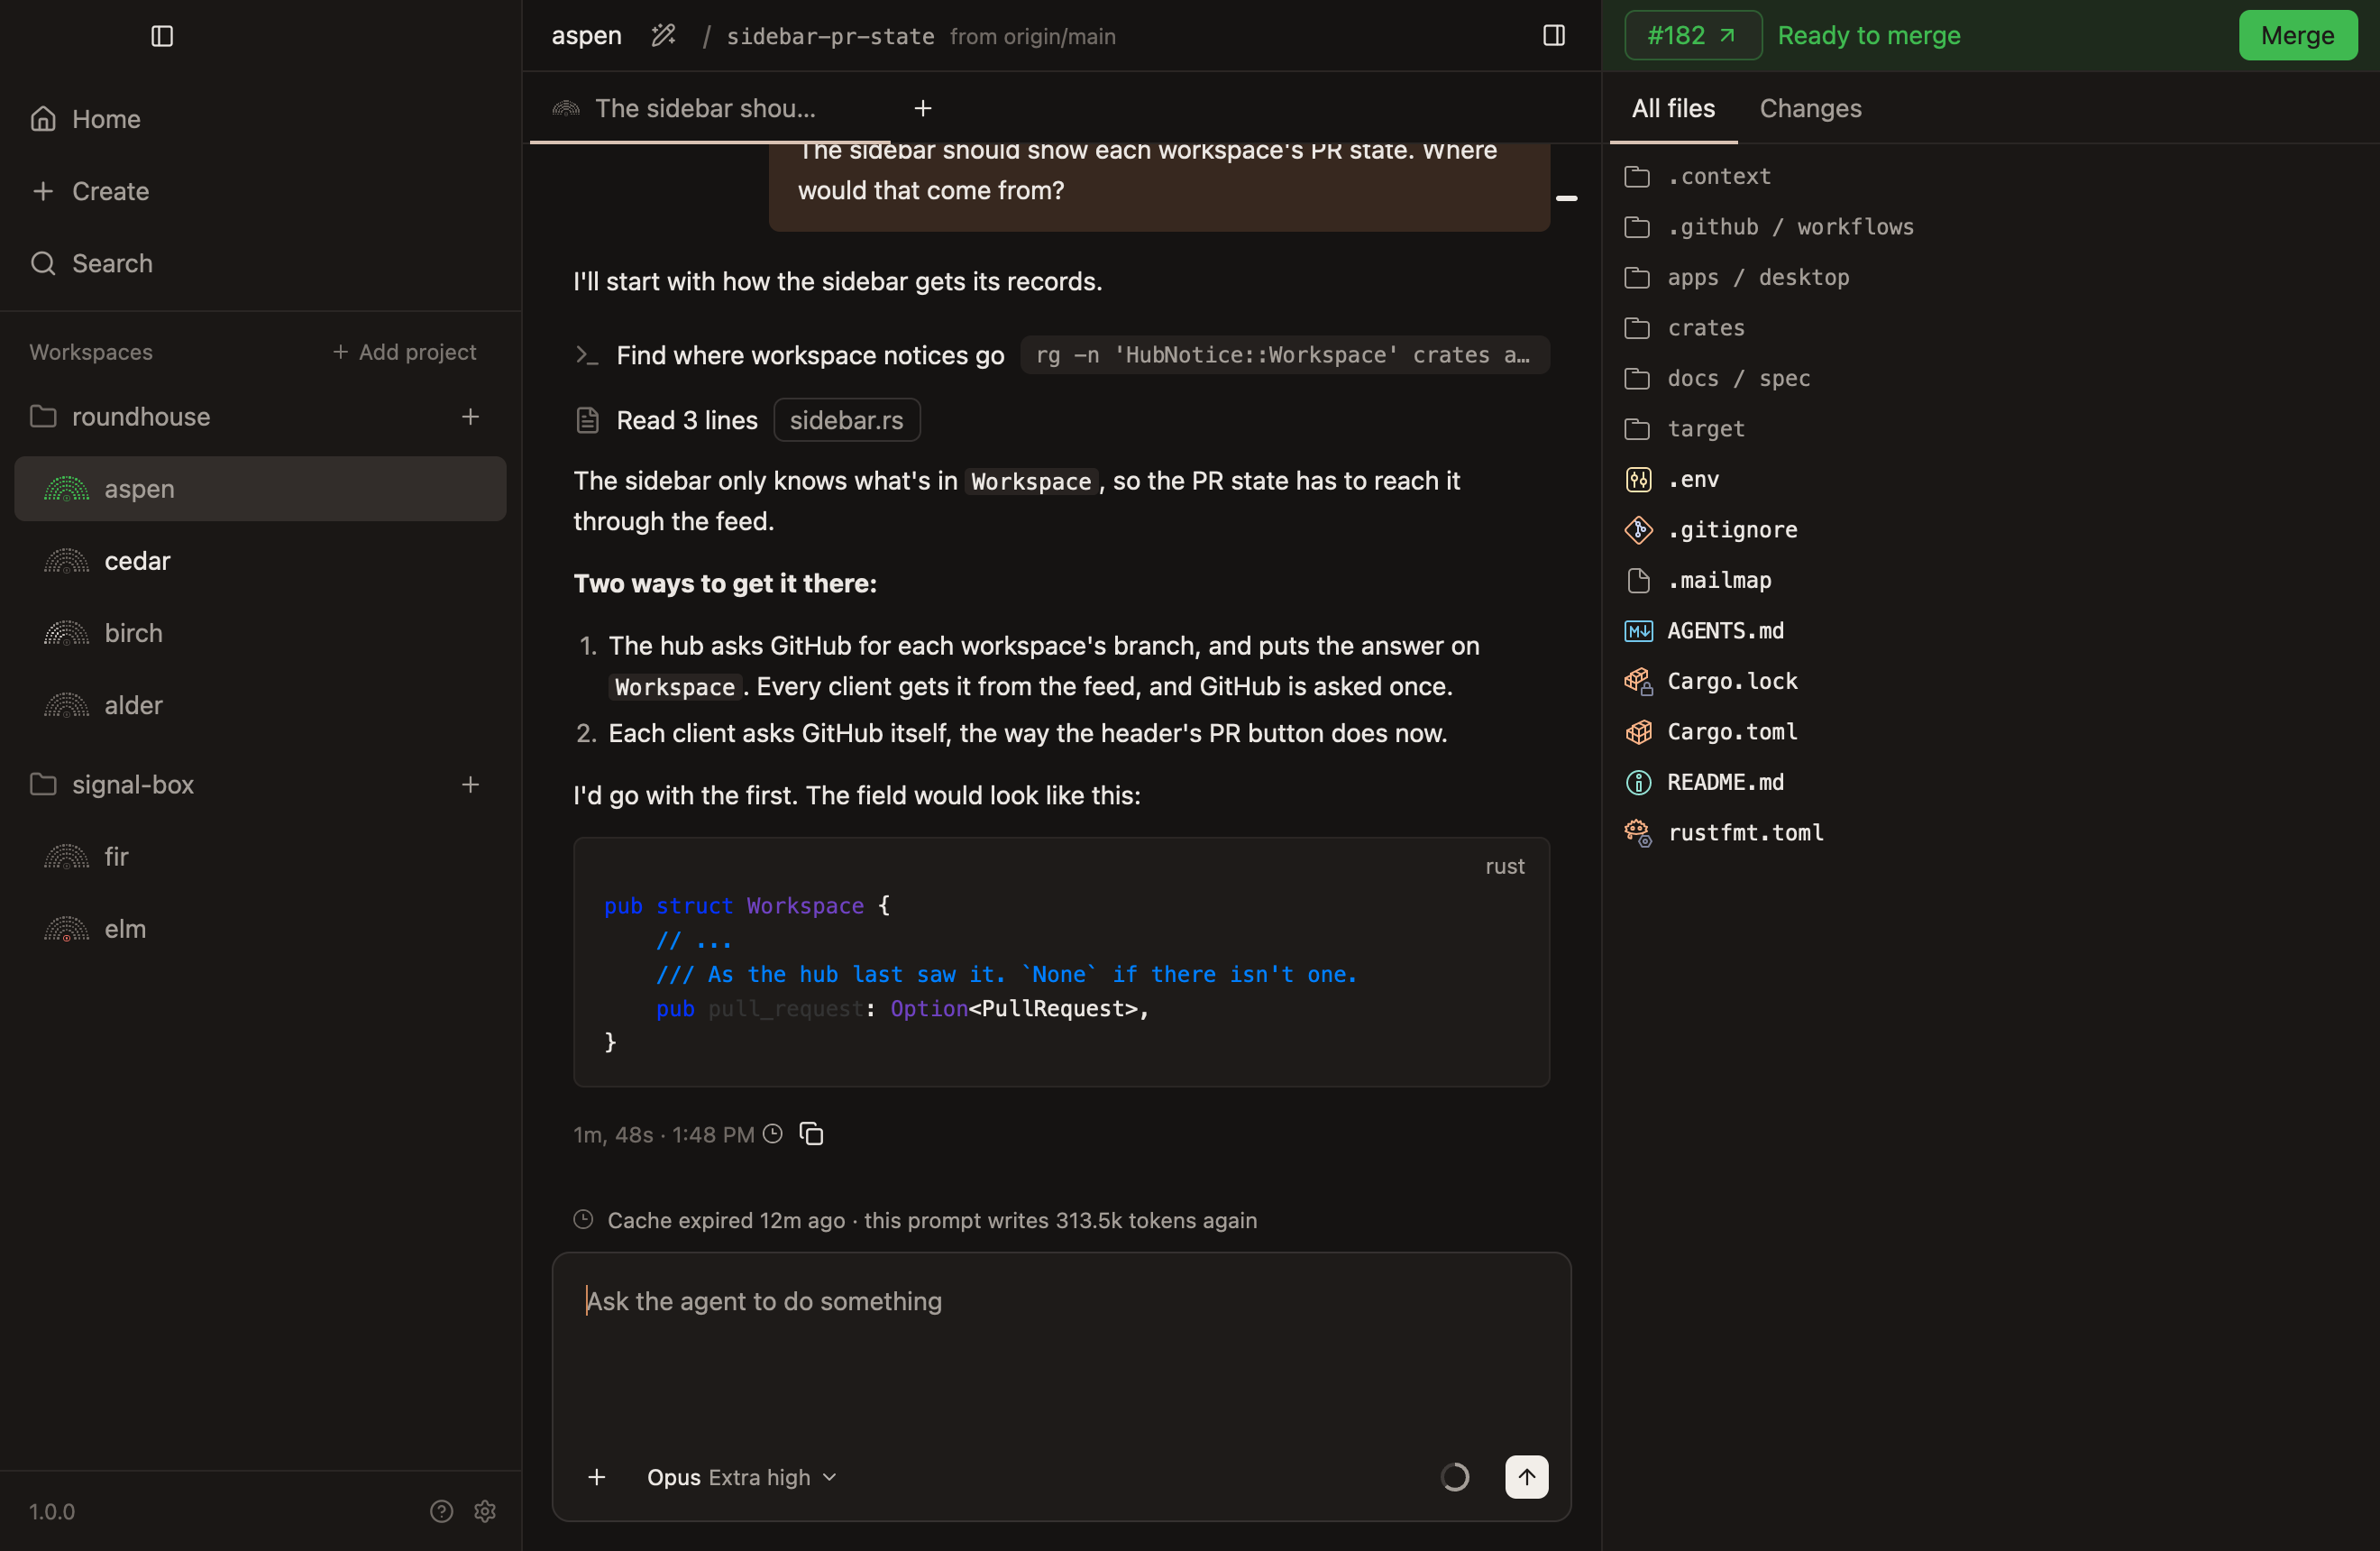 Home
Create
Search
Workspaces
+ Add project
roundhouse
aspen
cedar
birch
alder
signal-box
fir
elm
1.0.0
aspen / sidebar-pr-state from origin/main
The sidebar shou...
The sidebar should show each workspace's PR state. Where
would that come from?
I'll start with how the sidebar gets its records.
Find where workspace notices go rg -n 'HubNotice::Workspace' crates a…
Read 3 lines sidebar.rs
The sidebar only knows what's in Workspace, so the PR state has to reach it
through the feed.
Two ways to get it there:
1. The hub asks GitHub for each workspace's branch, and puts the answer on
Workspace. Every client gets it from the feed, and GitHub is asked once.
2. Each client asks GitHub itself, the way the header's PR button does now.
I'd go with the first. The field would look like this:
rust
pub struct Workspace {
// ...
/// As the hub last saw it. `None` if there isn't one.
pub pull_request: Option<PullRequest>,
}
1m, 48s · 1:48 PM
Cache expired 12m ago · this prompt writes 313.5k tokens again
Ask the agent to do something
Opus Extra high
#182 Ready to merge
Merge
All files
Changes
.context
.github / workflows
apps / desktop
crates
docs / spec
target
.env
.gitignore
.mailmap
AGENTS.md
Cargo.lock
Cargo.toml
README.md
rustfmt.toml